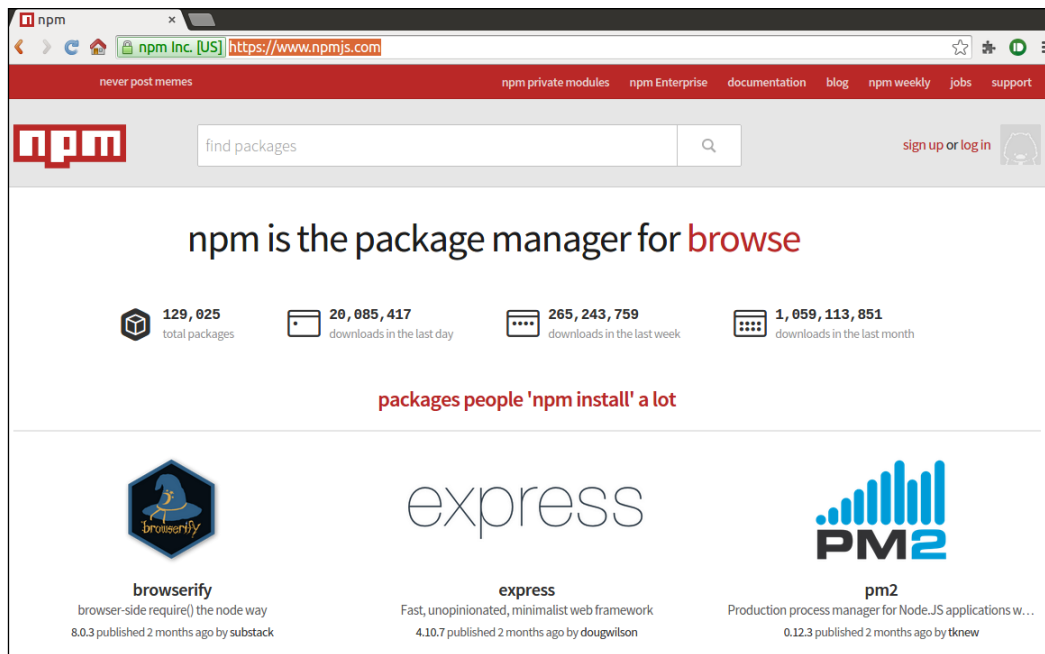 npm
npm Inc. [US] https://www.npmjs.com
never post memes npm private modules npm Enterprise documentation blog npm weekly jobs support
npm find packages sign up or log in
npm is the package manager for browse
129,025 20,085,417 265,243,759 1,059,113,851
total packages downloads in the last day downloads in the last week downloads in the last month
packages people 'npm install' a lot
browserify express PM2
browserify express pm2
browser-side require() the node way Fast, unopinionated, minimalist web framework Production process manager for Node.JS applications w...
8.0.3 published 2 months ago by substack 4.10.7 published 2 months ago by dougwilson 0.12.3 published 2 months ago by tknew